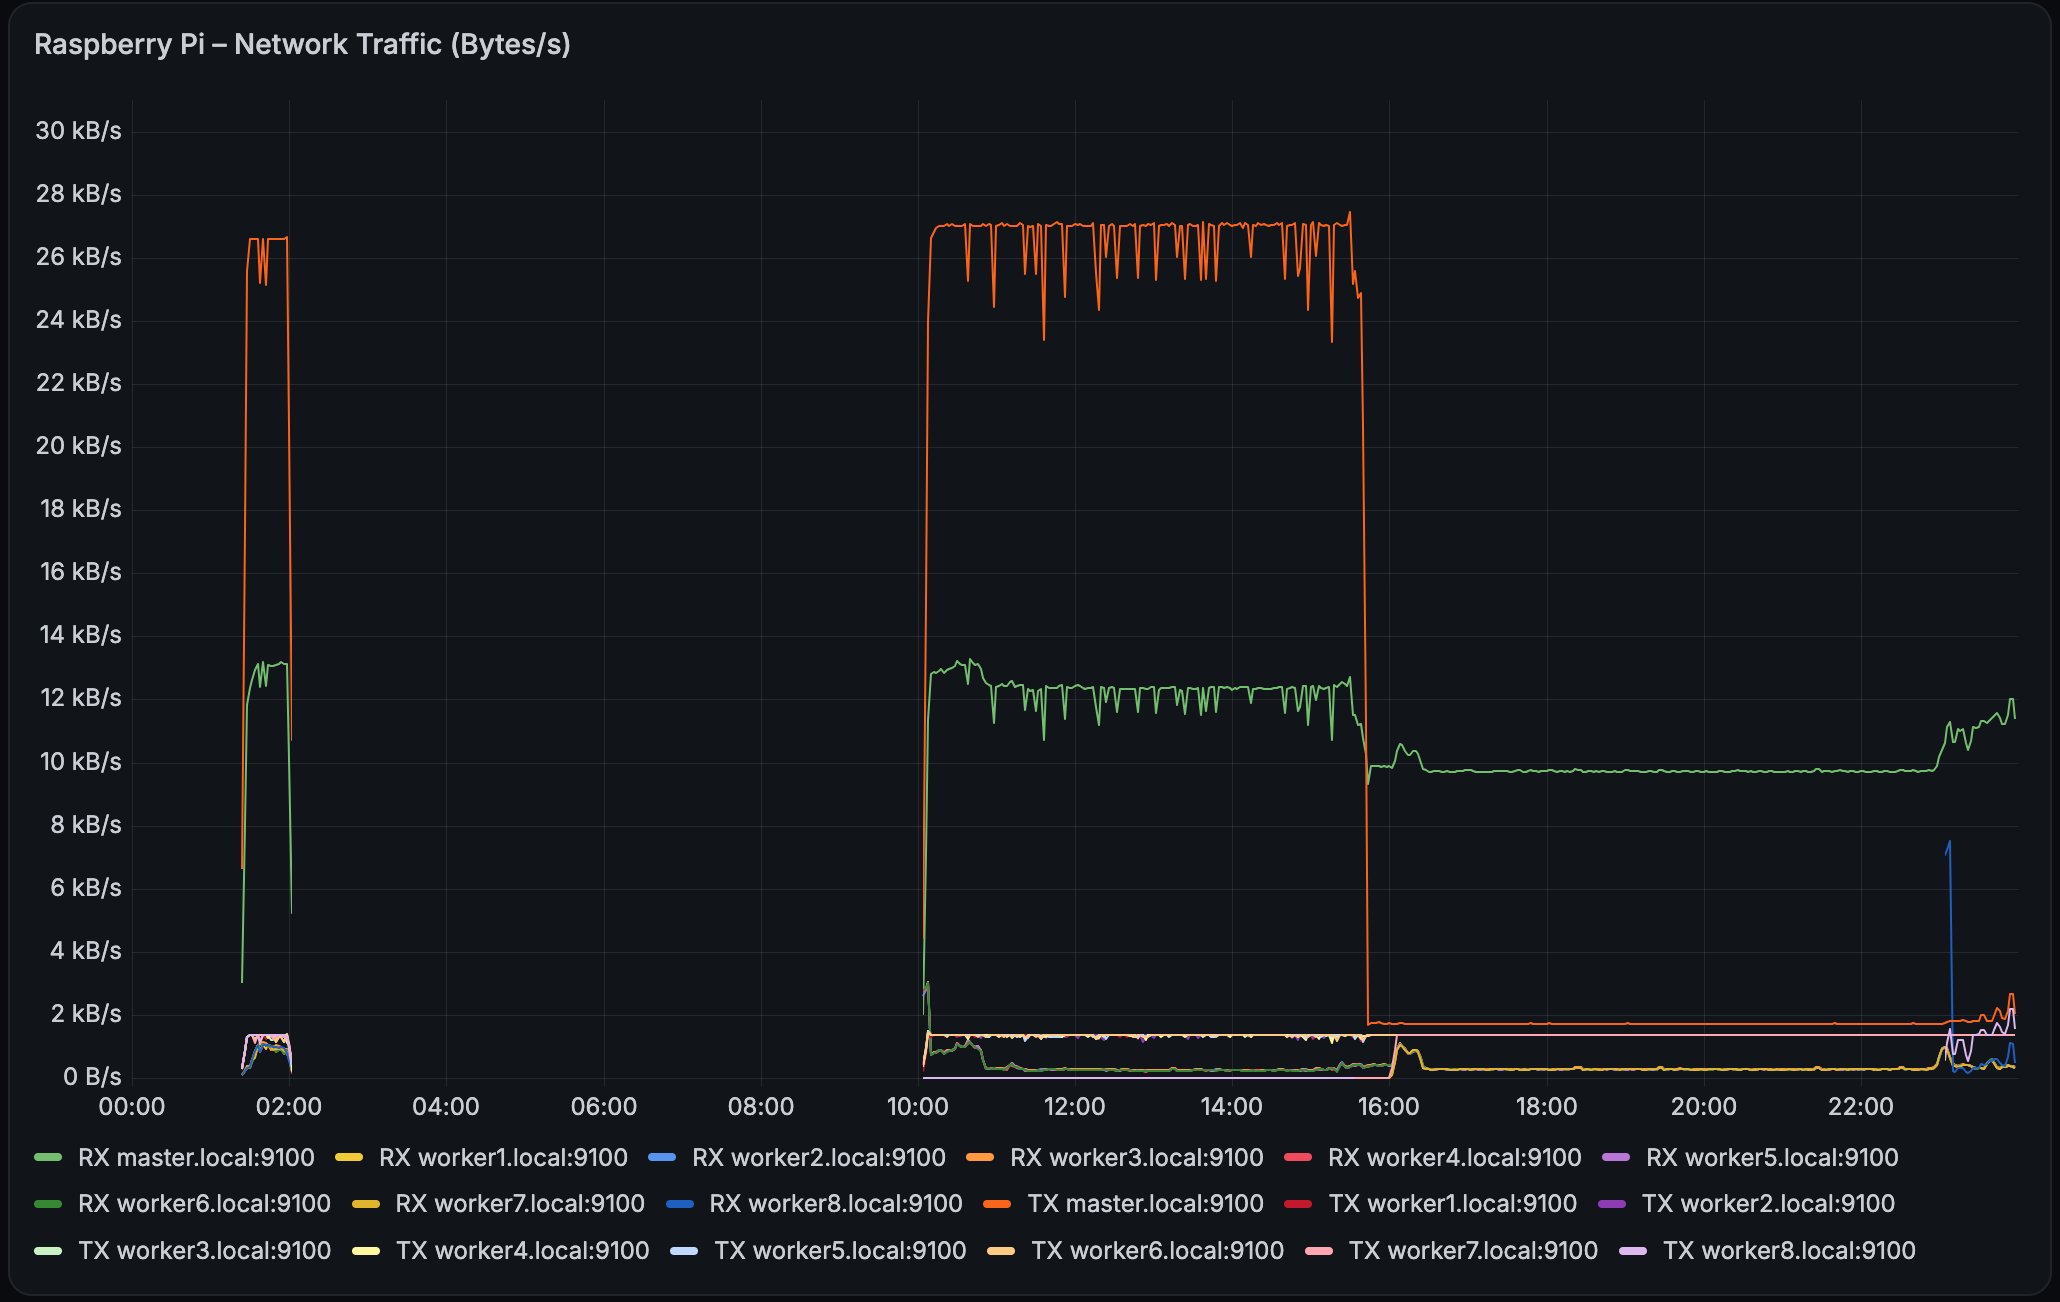 Raspberry Pi – Network Traffic (Bytes/s)
30 kB/s
28 kB/s
26 kB/s
24 kB/s
22 kB/s
20 kB/s
18 kB/s
16 kB/s
14 kB/s
12 kB/s
10 kB/s
8 kB/s
6 kB/s
4 kB/s
2 kB/s
0 B/s
00:00 02:00 04:00 06:00 08:00 10:00 12:00 14:00 16:00 18:00 20:00 22:00
RX master.local:9100 RX worker1.local:9100 RX worker2.local:9100 RX worker3.local:9100 RX worker4.local:9100 RX worker5.local:9100
RX worker6.local:9100 RX worker7.local:9100 RX worker8.local:9100 TX master.local:9100 TX worker1.local:9100 TX worker2.local:9100
TX worker3.local:9100 TX worker4.local:9100 TX worker5.local:9100 TX worker6.local:9100 TX worker7.local:9100 TX worker8.local:9100